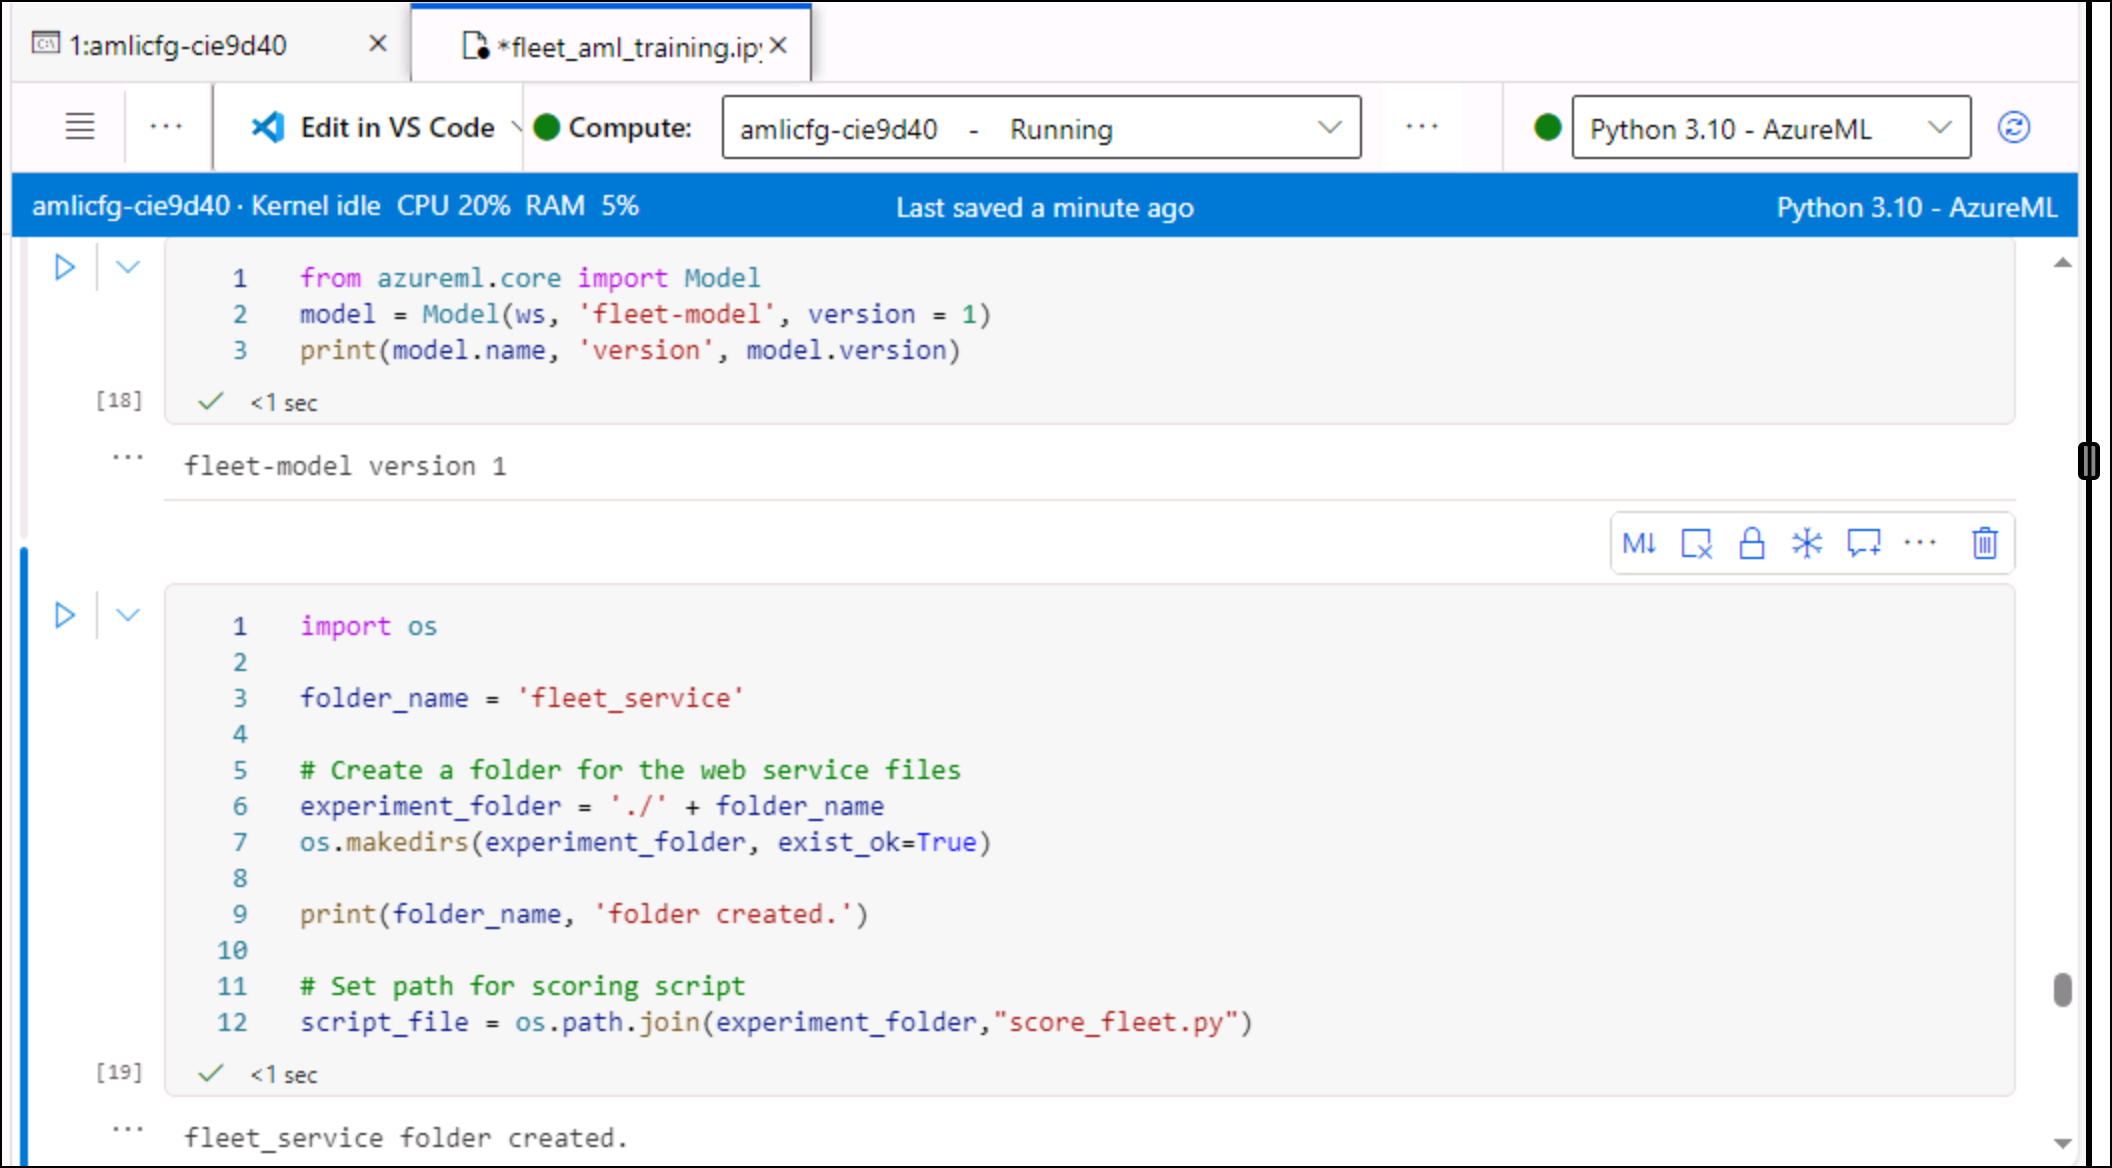 1:amlicfg-cie9d40
*fleet_aml_training.ipy
Edit in VS Code
Compute:
amlicfg-cie9d40 - Running
Python 3.10 - AzureML
amlicfg-cie9d40 · Kernel idle CPU 20% RAM 5%
Last saved a minute ago
Python 3.10 - AzureML
1 from azureml.core import Model
2 model = Model(ws, 'fleet-model', version = 1)
3 print(model.name, 'version', model.version)
[18] <1 sec
fleet-model version 1
M↓
1 import os
2
3 folder_name = 'fleet_service'
4
5 # Create a folder for the web service files
6 experiment_folder = './' + folder_name
7 os.makedirs(experiment_folder, exist_ok=True)
8
9 print(folder_name, 'folder created.')
10
11 # Set path for scoring script
12 script_file = os.path.join(experiment_folder,"score_fleet.py")
[19] <1 sec
fleet_service folder created.